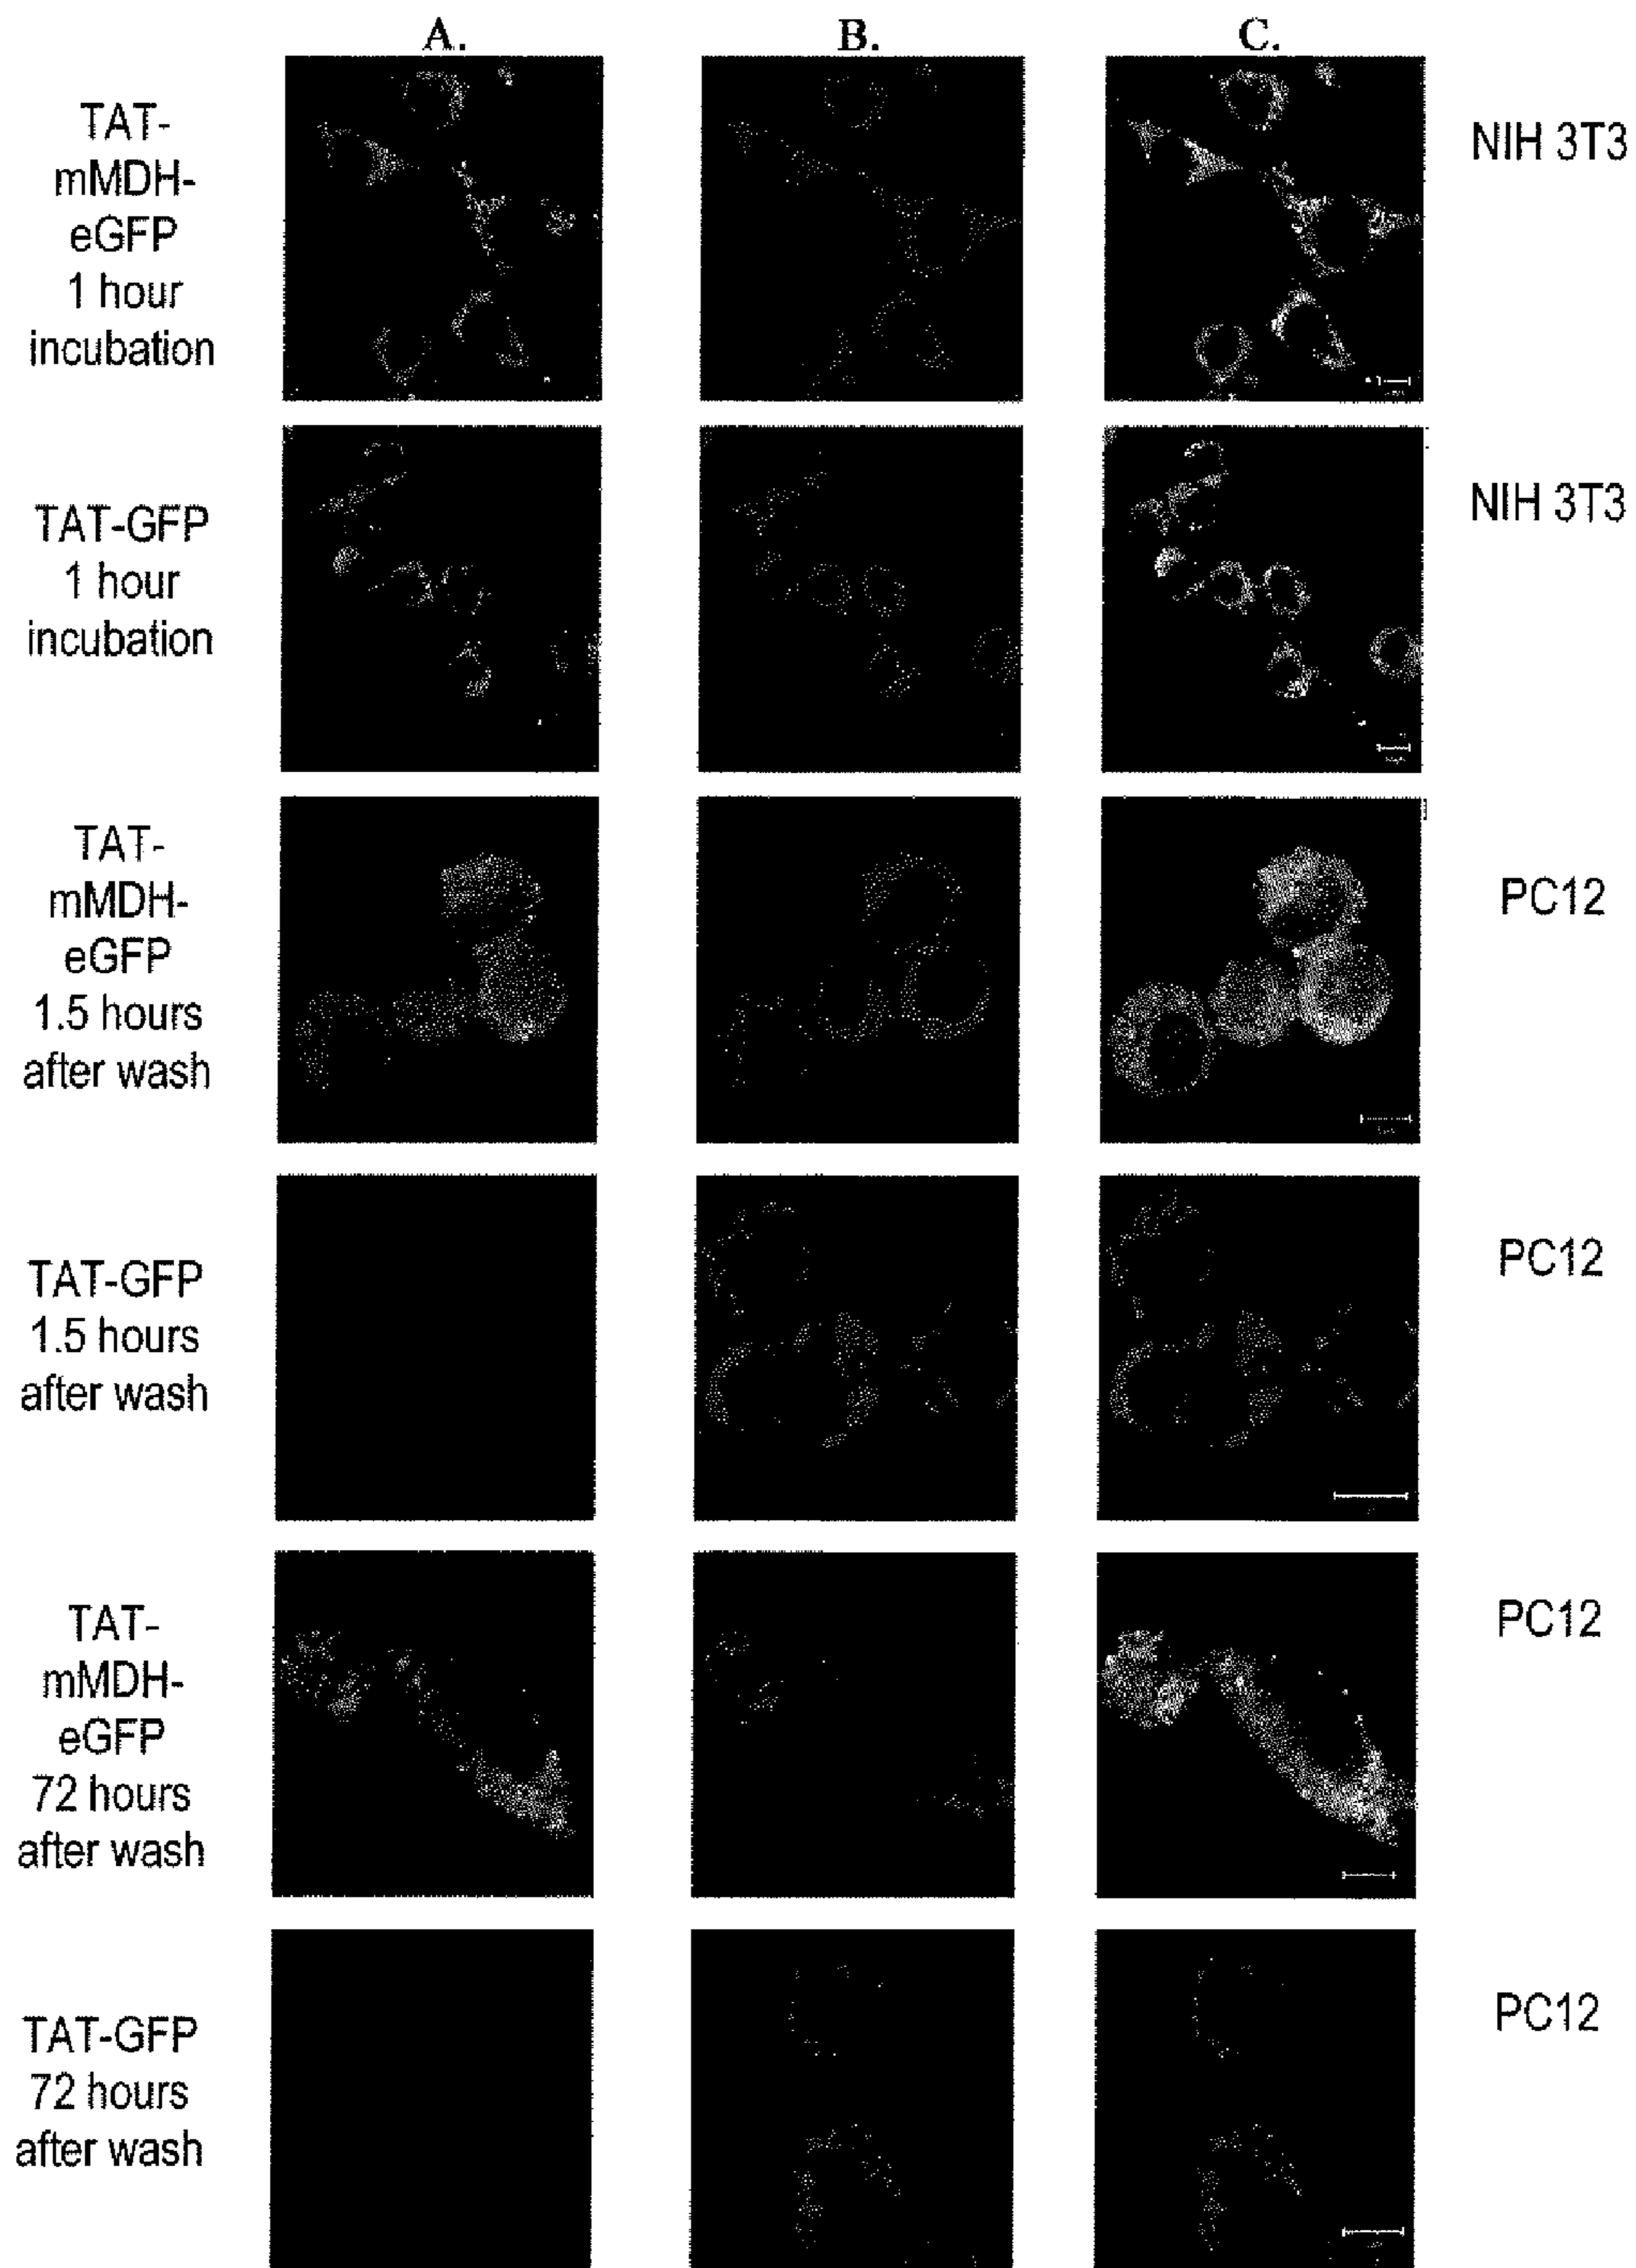 A.
B.
C.
TAT-
mMDH-
eGFP
1 hour
incubation
NIH 3T3
TAT-GFP
1 hour
incubation
NIH 3T3
TAT-
mMDH-
eGFP
1.5 hours
after wash
PC12
TAT-GFP
1.5 hours
after wash
PC12
TAT-
mMDH-
eGFP
72 hours
after wash
PC12
TAT-GFP
72 hours
after wash
PC12